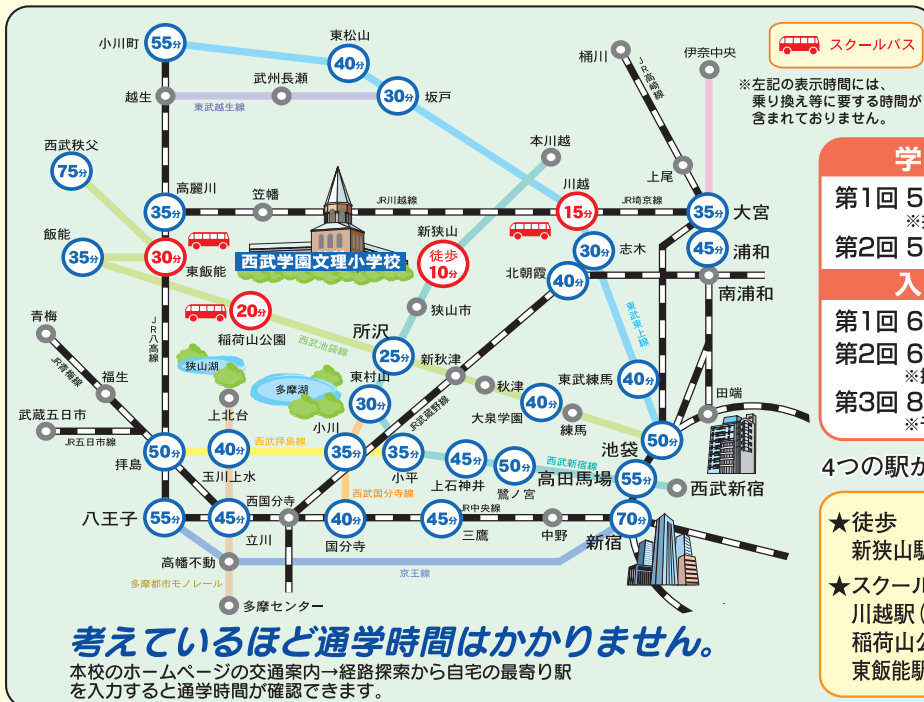 小川町
55分
東松山
40分
桶川
伊奈中央
スクールバス
※左記の表示時間には、
乗り換え等に要する時間が
含まれておりません。
JR高崎線
越生
武州長瀬
東武越生線
30分
坂戸
西武秩父
75分
本川越
上尾
高麗川
35分
笠幡
JR川越線
川越
15分
JR埼京線
35分
大宮
飯能
35分
30分
東飯能
西武学園文理小学校
新狭山
徒歩
10分
30分
志木
45分
浦和
北朝霞
40分
南浦和
20分
稲荷山公園
狭山市
JR八高線
東武東上線
青梅
JR青梅線
福生
狭山湖
多摩湖
西武池袋線
所沢
25分
新秋津
秋津
東武練馬
40分
大泉学園
40分
練馬
田端
武蔵五日市
JR五日市線
上北台
東村山
30分
JR武蔵野線
拝島
50分
40分
玉川上水
西武拝島線
小川
35分
35分
小平
45分
上石神井
50分
鷺ノ宮
西武新宿線
池袋
50分
高田馬場
55分
西武新宿
西武国分寺線
八王子
55分
45分
立川
西国分寺
40分
国分寺
45分
三鷹
JR中央線
中野
70分
新宿
高幡不動
京王線
多摩都市モノレール
多摩センター
考えているほど通学時間はかかりません。
本校のホームページの交通案内→経路探索から自宅の最寄り駅
を入力すると通学時間が確認できます。
学
第1回 5
第2回 5
入
第1回 6
第2回 6
第3回 8
4つの駅か
★徒歩
新狭山駅
★スクール
川越駅(
稲荷山公
東飯能駅